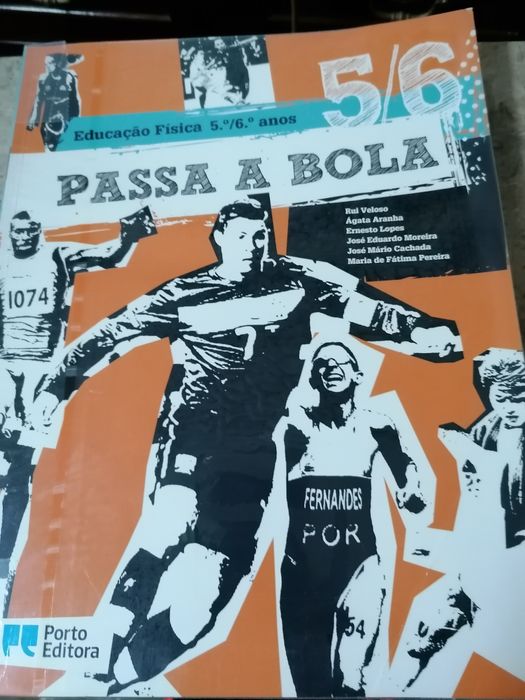 5/6
Educação Física 5.º/6.º anos
PASSA A BOLA
Rui Veloso
Ágata Aranha
Ernesto Lopes
José Eduardo Moreira
José Mário Cachada
Maria de Fátima Pereira
1074
7
FERNANDES
POR
54
Porto
Editora